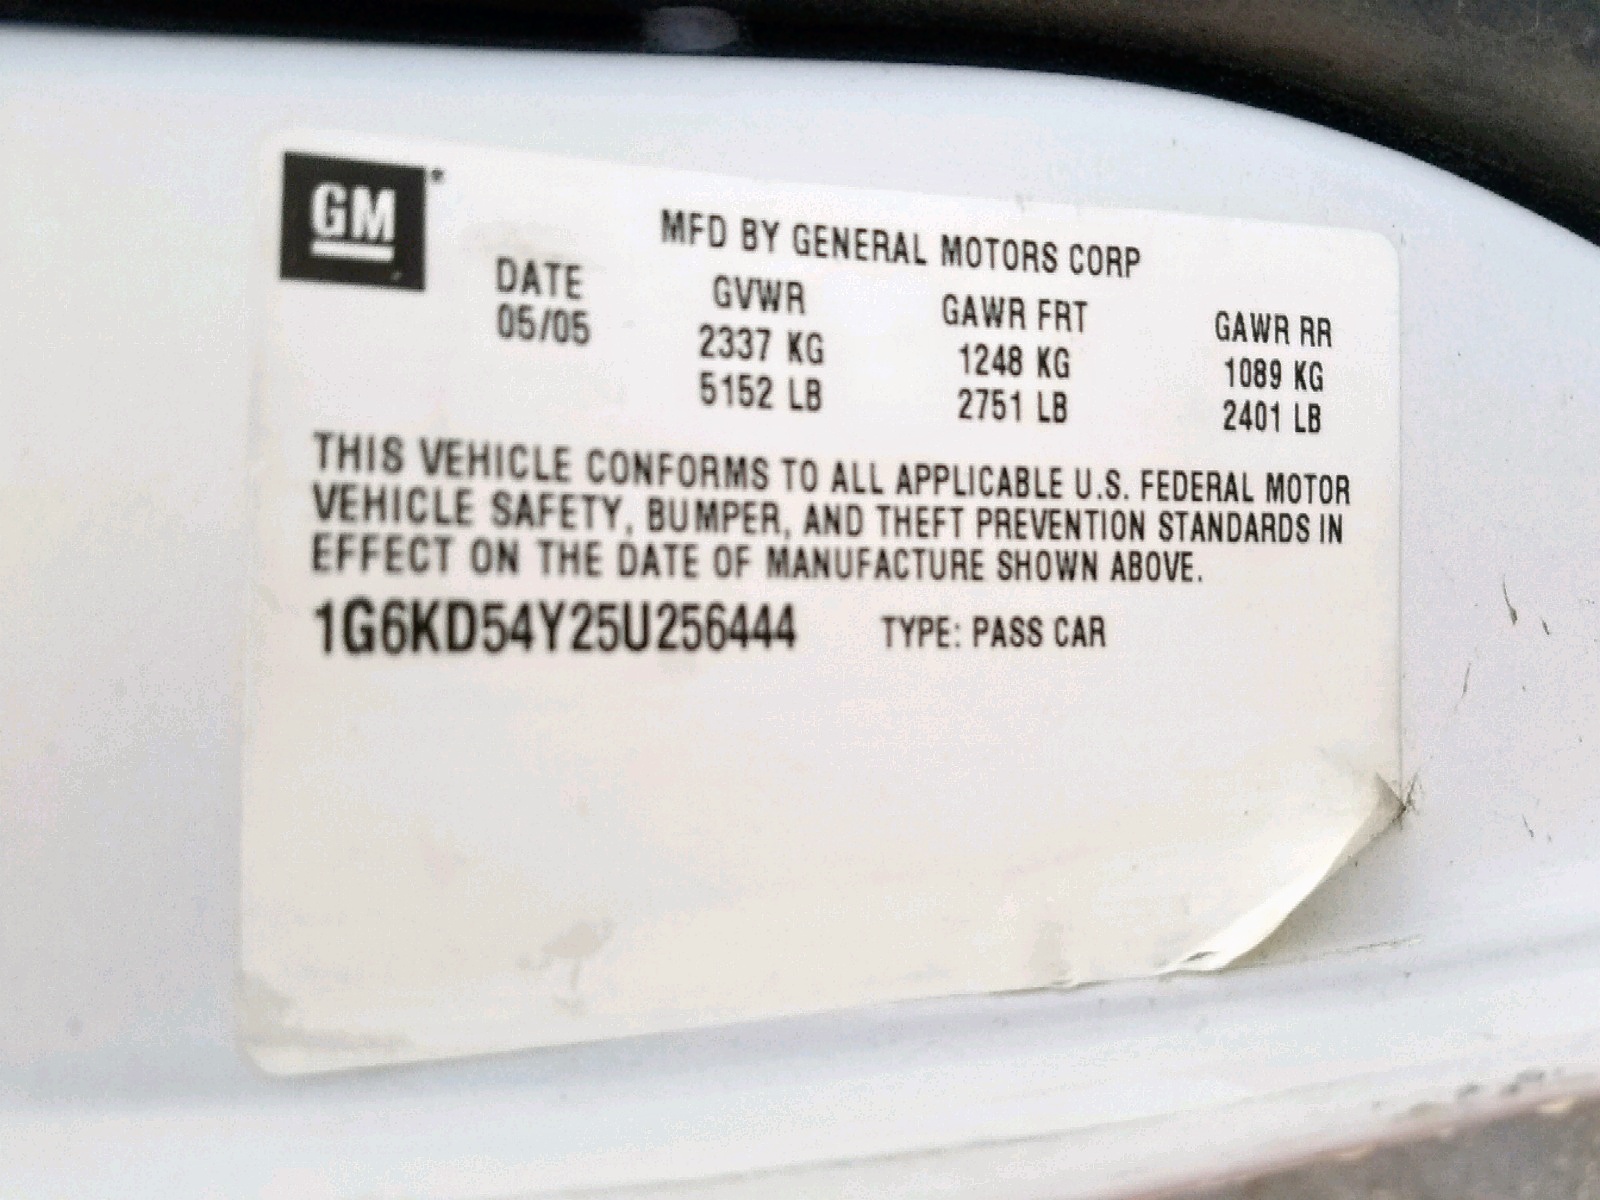 GM
MFD BY GENERAL MOTORS CORP
DATE GVWR GAWR FRT GAWR RR
05/05 2337 KG 1248 KG 1089 KG
5152 LB 2751 LB 2401 LB
THIS VEHICLE CONFORMS TO ALL APPLICABLE U.S. FEDERAL MOTOR
VEHICLE SAFETY, BUMPER, AND THEFT PREVENTION STANDARDS IN
EFFECT ON THE DATE OF MANUFACTURE SHOWN ABOVE.
1G6KD54Y25U256444 TYPE: PASS CAR